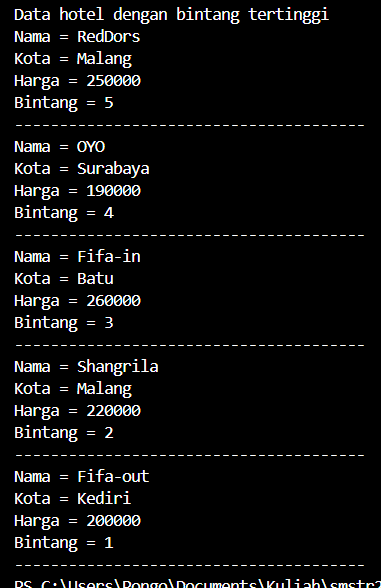 Data hotel dengan bintang tertinggi
Nama = RedDors
Kota = Malang
Harga = 250000
Bintang = 5
---------------------------------------
Nama = OYO
Kota = Surabaya
Harga = 190000
Bintang = 4
---------------------------------------
Nama = Fifa-in
Kota = Batu
Harga = 260000
Bintang = 3
---------------------------------------
Nama = Shangrila
Kota = Malang
Harga = 220000
Bintang = 2
---------------------------------------
Nama = Fifa-out
Kota = Kediri
Harga = 200000
Bintang = 1
---------------------------------------
PS C:\Users\Pongo\Documents\Kuliah\smstr2